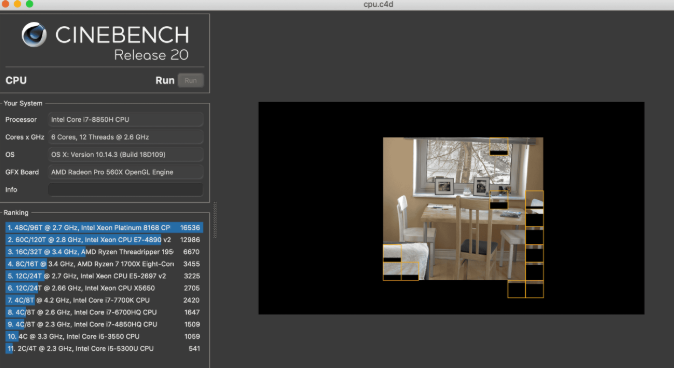 cpu.c4d
CINEBENCH
Release 20
CPU Run Run
Your System
Processor Intel Core i7-8850H CPU
Cores x GHz 6 Cores, 12 Threads @ 2.6 GHz
OS OS X: Version 10.14.3 (Build 18D109)
GFX Board AMD Radeon Pro 560X OpenGL Engine
Info
Ranking
1. 48C/96T @ 2.7 GHz, Intel Xeon Platinum 8168 CP 16536
2. 60C/120T @ 2.8 GHz, Intel Xeon CPU E7-4890 v2 12986
3. 16C/32T @ 3.4 GHz, AMD Ryzen Threadripper 195 6670
4. 8C/16T @ 3.4 GHz, AMD Ryzen 7 1700X Eight-Cor 3455
5. 12C/24T @ 2.7 GHz, Intel Xeon CPU E5-2697 v2 3225
6. 12C/24T @ 2.66 GHz, Intel Xeon CPU X5650 2705
7. 4C/8T @ 4.2 GHz, Intel Core i7-7700K CPU 2420
8. 4C/8T @ 2.6 GHz, Intel Core i7-6700HQ CPU 1647
9. 4C/8T @ 2.3 GHz, Intel Core i7-4850HQ CPU 1509
10. 4C @ 3.3 GHz, Intel Core i5-3550 CPU 1059
11. 2C/4T @ 2.3 GHz, Intel Core i5-5300U CPU 541